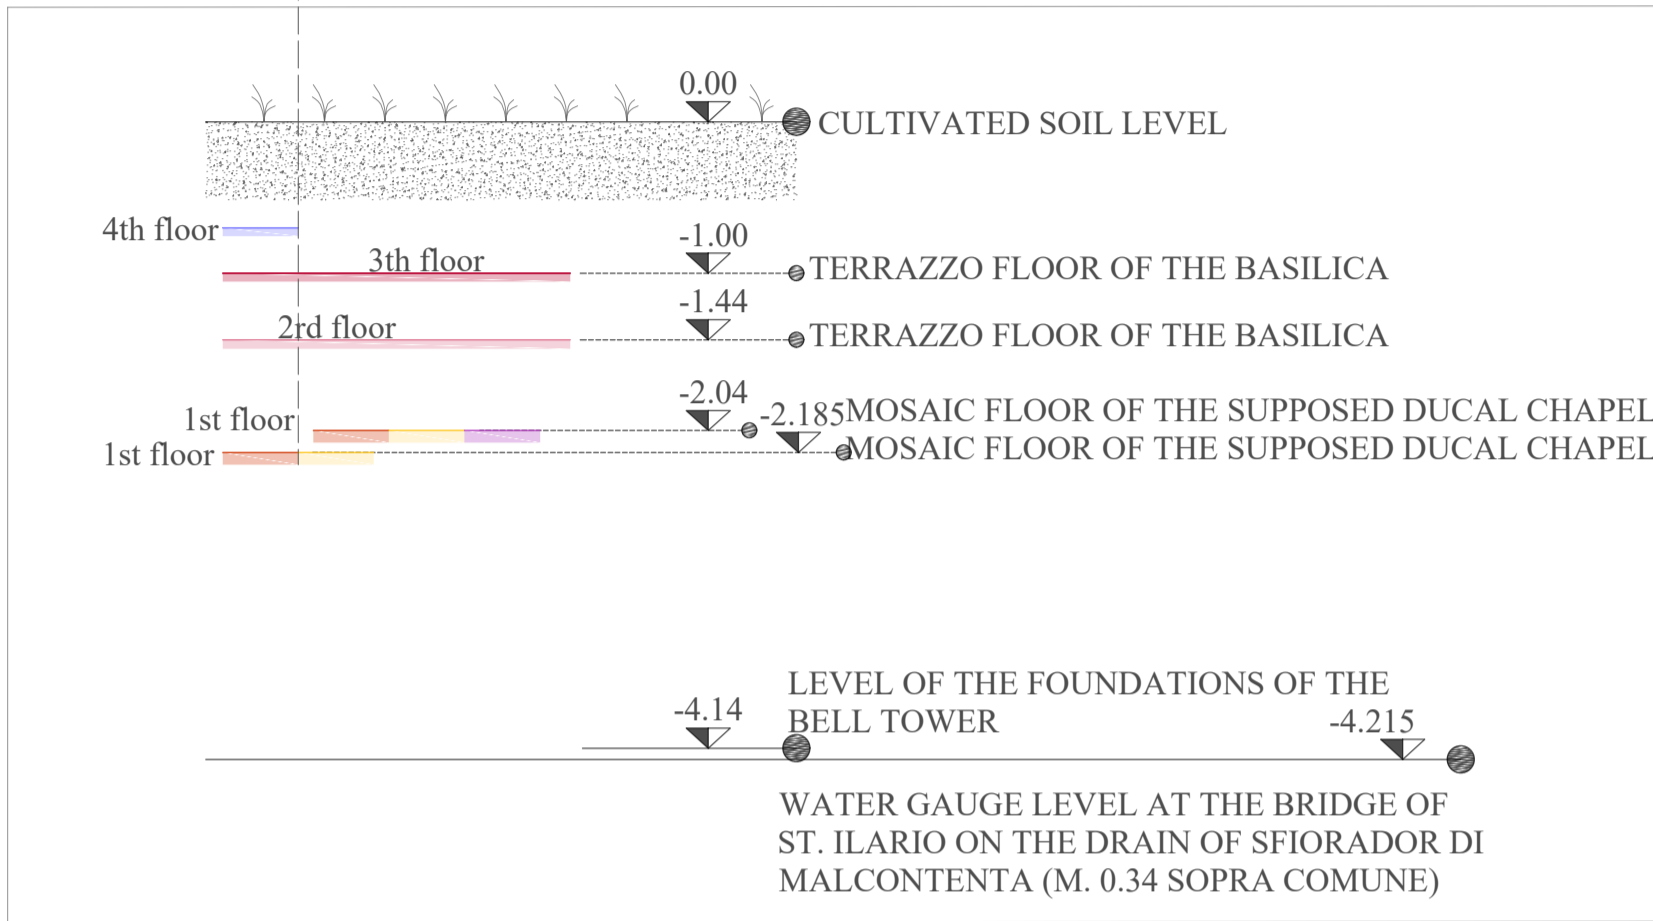 0.00
CULTIVATED SOIL LEVEL
4th floor
3th floor
-1.00
TERRAZZO FLOOR OF THE BASILICA
2rd floor
-1.44
TERRAZZO FLOOR OF THE BASILICA
1st floor
-2.04
MOSAIC FLOOR OF THE SUPPOSED DUCAL CHAPEL
1st floor
-2.185
MOSAIC FLOOR OF THE SUPPOSED DUCAL CHAPEL
-4.14
LEVEL OF THE FOUNDATIONS OF THE
BELL TOWER
-4.215
WATER GAUGE LEVEL AT THE BRIDGE OF
ST. ILARIO ON THE DRAIN OF SFIORADOR DI
MALCONTENTA (M. 0.34 SOPRA COMUNE)